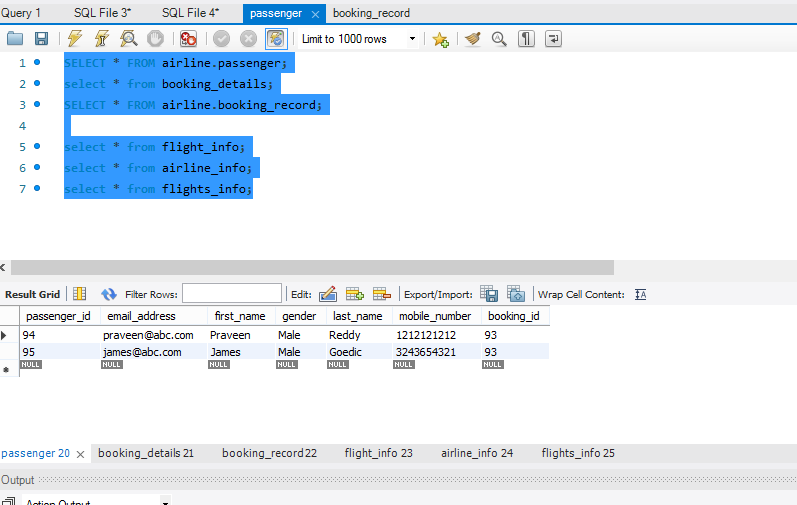 Query 1 SQL File 3* SQL File 4* passenger booking_record
Limit to 1000 rows
1 SELECT * FROM airline.passenger;
2 select * from booking_details;
3 SELECT * FROM airline.booking_record;
4
5 select * from flight_info;
6 select * from airline_info;
7 select * from flights_info;
Result Grid Filter Rows: Edit: Export/Import: Wrap Cell Content: IA
passenger_id email_address first_name gender last_name mobile_number booking_id
94 praveen@abc.com Praveen Male Reddy 1212121212 93
95 james@abc.com James Male Goedic 3243654321 93
NULL NULL NULL NULL NULL NULL NULL
passenger 20 booking_details 21 booking_record 22 flight_info 23 airline_info 24 flights_info 25
Output
Action Output